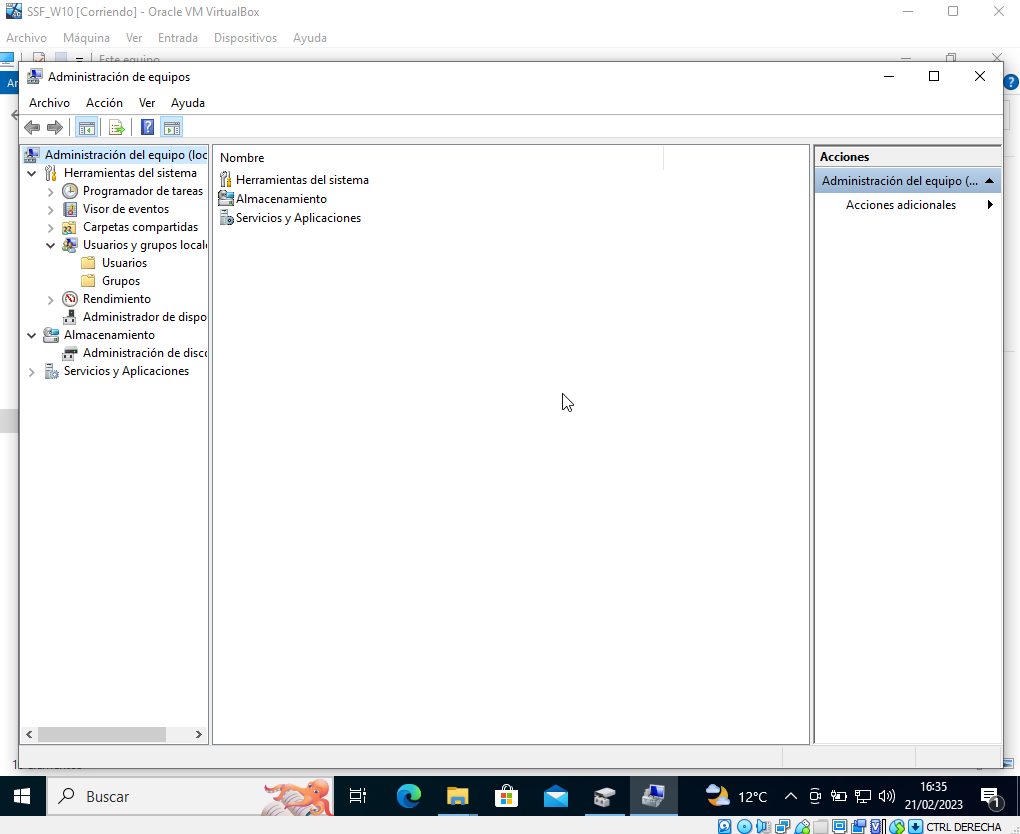 SSF_W10 [Corriendo] - Oracle VM VirtualBox
Archivo Máquina Ver Entrada Dispositivos Ayuda
Este equipo
Ar
Administración de equipos
Archivo Acción Ver Ayuda
Administración del equipo (loc
Herramientas del sistema
Programador de tareas
Visor de eventos
Carpetas compartidas
Usuarios y grupos locale
Usuarios
Grupos
Rendimiento
Administrador de dispo
Almacenamiento
Administración de disco
Servicios y Aplicaciones
Nombre
Herramientas del sistema
Almacenamiento
Servicios y Aplicaciones
Acciones
Administración del equipo (...
Acciones adicionales
Buscar
12°C
16:35
21/02/2023
1
CTRL DERECHA